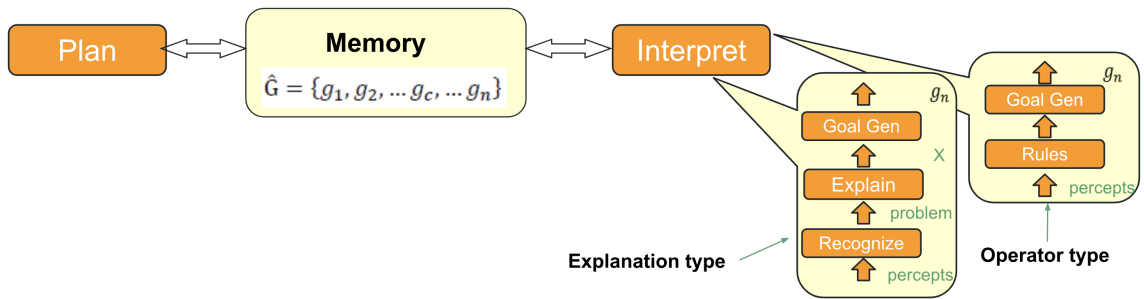 Plan
Memory
Ĝ = {g₁, g₂, … g_c, … gₙ}
Interpret
gₙ
Goal Gen
X
Explain
problem
Recognize
percepts
Explanation type
gₙ
Goal Gen
Rules
percepts
Operator type